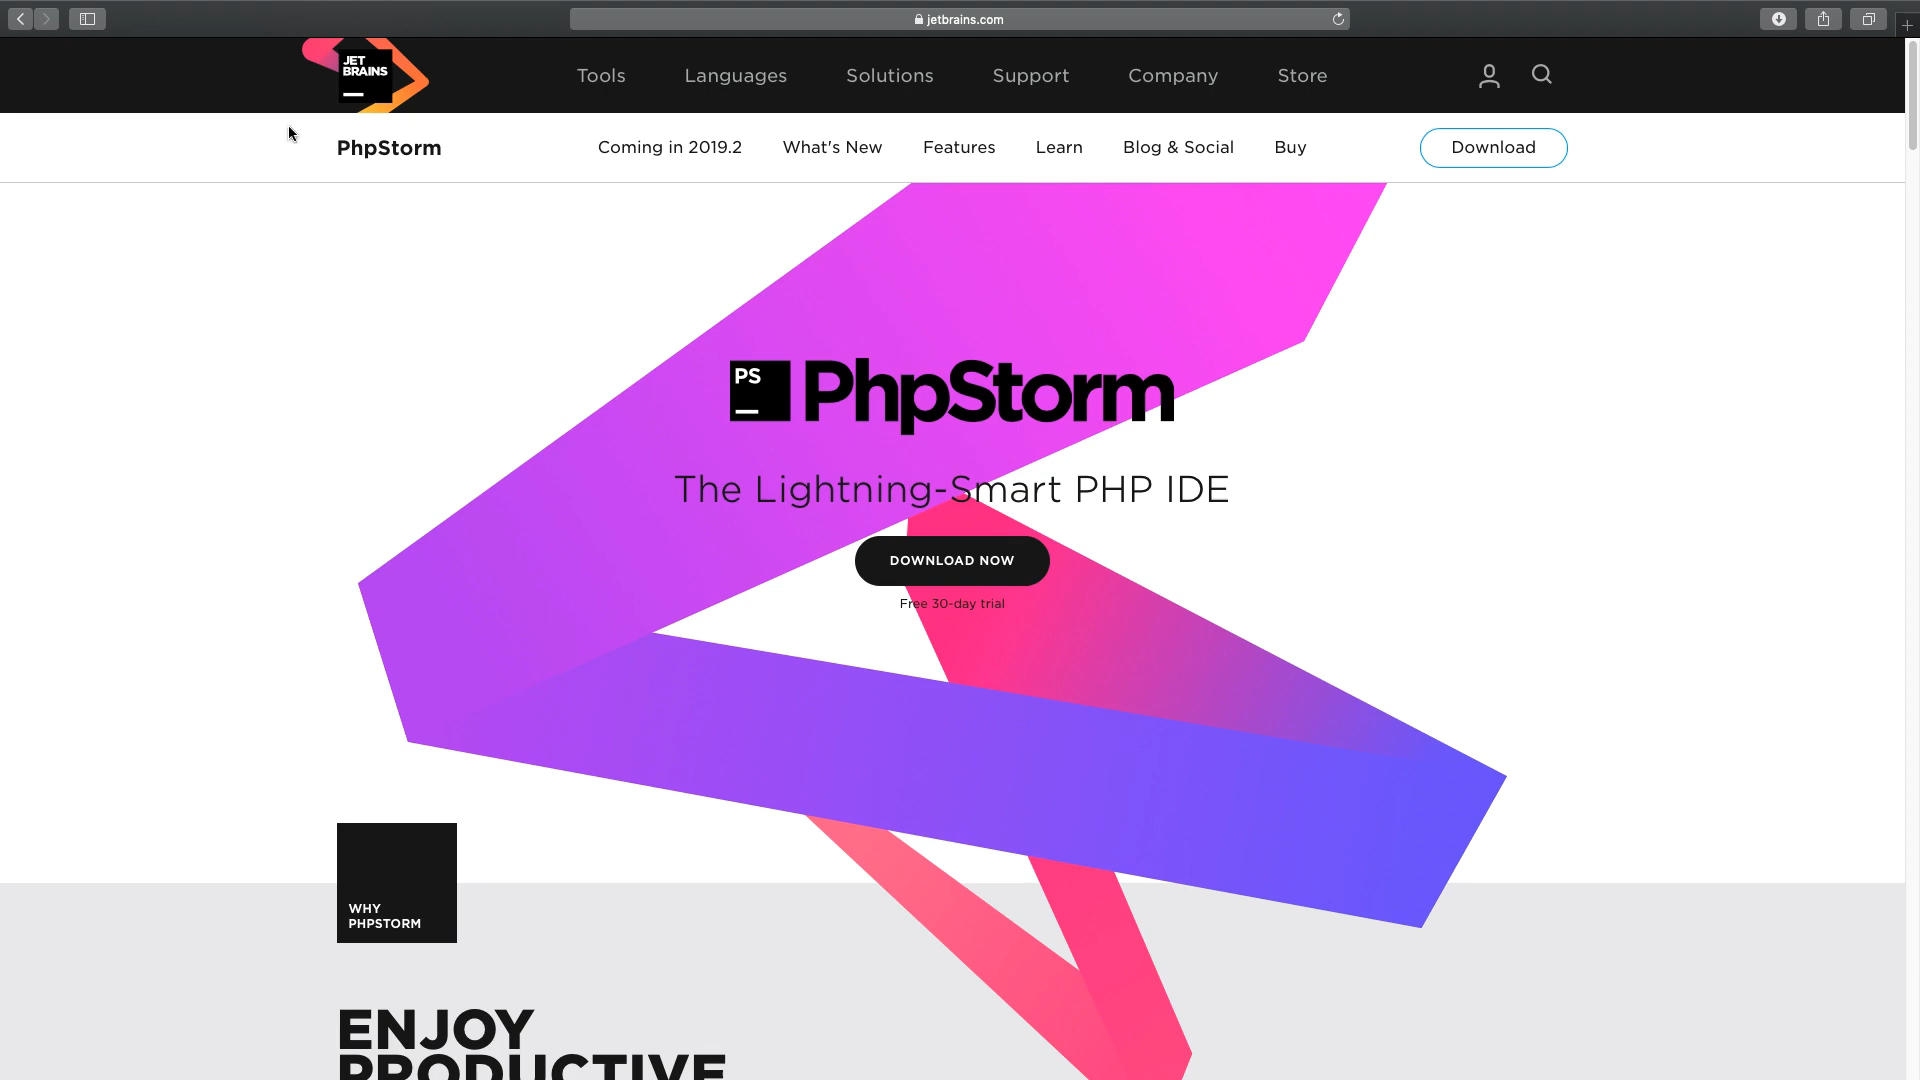 jetbrains.com
JET
BRAINS
Tools Languages Solutions Support Company Store
PhpStorm
Coming in 2019.2 What's New Features Learn Blog & Social Buy
Download
PS
PhpStorm
The Lightning-Smart PHP IDE
DOWNLOAD NOW
Free 30-day trial
WHY
PHPSTORM
ENJOY
PRODUCTIVE